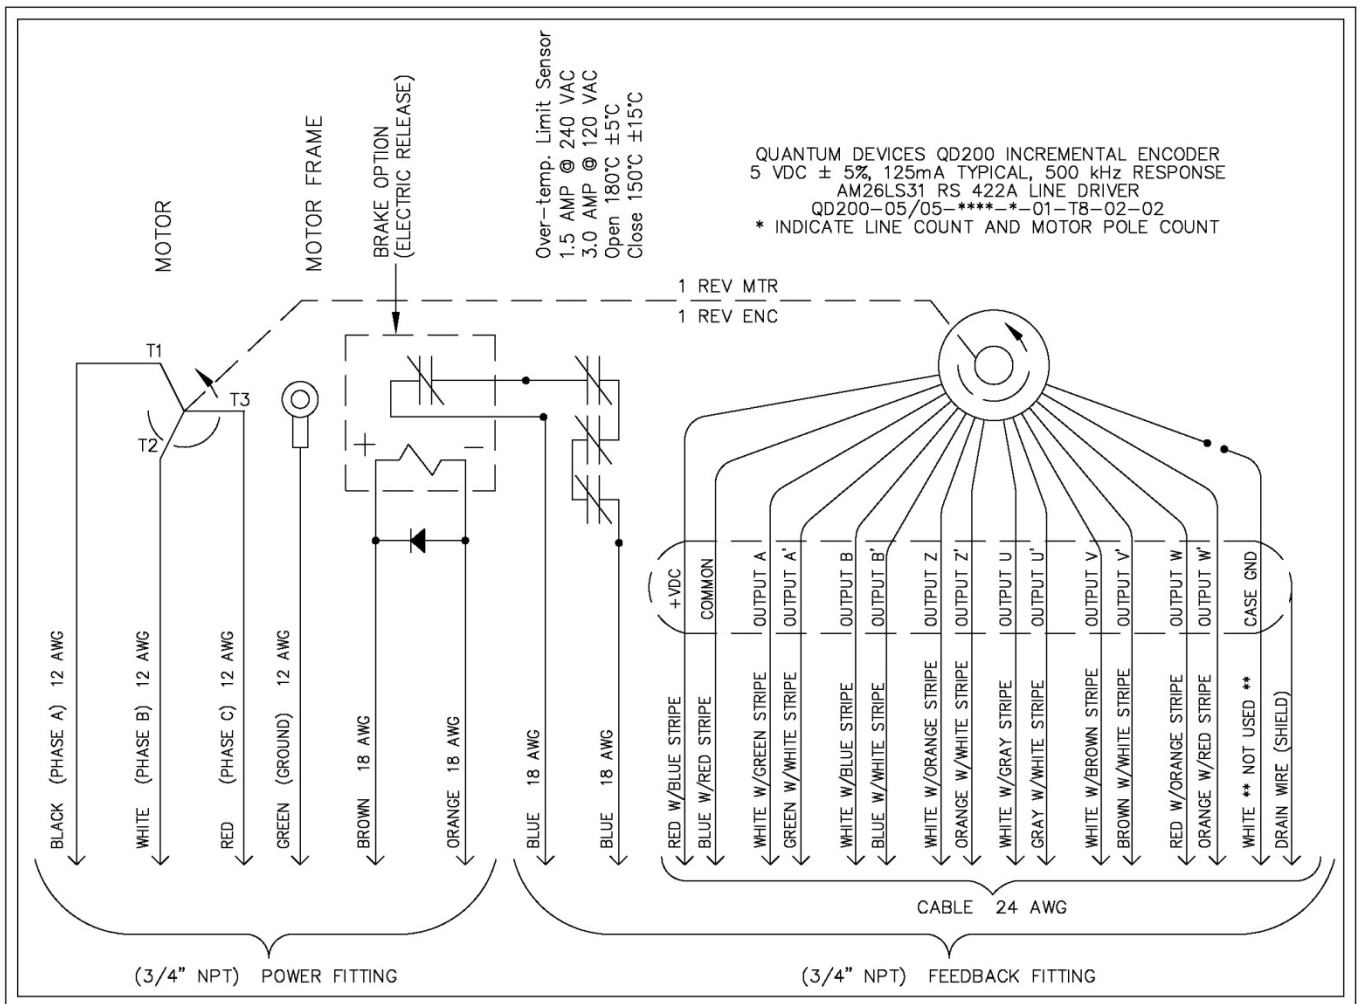 MOTOR
MOTOR FRAME
BRAKE OPTION
(ELECTRIC RELEASE)
Over-temp. Limit Sensor
1.5 AMP @ 240 VAC
3.0 AMP @ 120 VAC
Open 180°C ±5°C
Close 150°C ±15°C
QUANTUM DEVICES QD200 INCREMENTAL ENCODER
5 VDC ± 5%, 125mA TYPICAL, 500 kHz RESPONSE
AM26LS31 RS 422A LINE DRIVER
QD200-05/05-****-*-01-T8-02-02
* INDICATE LINE COUNT AND MOTOR POLE COUNT
1 REV MTR
1 REV ENC
T1
T3
T2
+
-
+VDC
COMMON
OUTPUT A
OUTPUT A'
OUTPUT B
OUTPUT B'
OUTPUT Z
OUTPUT Z'
OUTPUT U
OUTPUT U'
OUTPUT V
OUTPUT V'
OUTPUT W
OUTPUT W'
CASE GND
BLACK (PHASE A) 12 AWG
WHITE (PHASE B) 12 AWG
RED (PHASE C) 12 AWG
GREEN (GROUND) 12 AWG
BROWN 18 AWG
ORANGE 18 AWG
BLUE 18 AWG
BLUE 18 AWG
RED W/BLUE STRIPE
BLUE W/RED STRIPE
WHITE W/GREEN STRIPE
GREEN W/WHITE STRIPE
WHITE W/BLUE STRIPE
BLUE W/WHITE STRIPE
WHITE W/ORANGE STRIPE
ORANGE W/WHITE STRIPE
WHITE W/GRAY STRIPE
GRAY W/WHITE STRIPE
WHITE W/BROWN STRIPE
BROWN W/WHITE STRIPE
RED W/ORANGE STRIPE
ORANGE W/RED STRIPE
WHITE ** NOT USED **
DRAIN WIRE (SHIELD)
CABLE 24 AWG
(3/4" NPT) POWER FITTING
(3/4" NPT) FEEDBACK FITTING